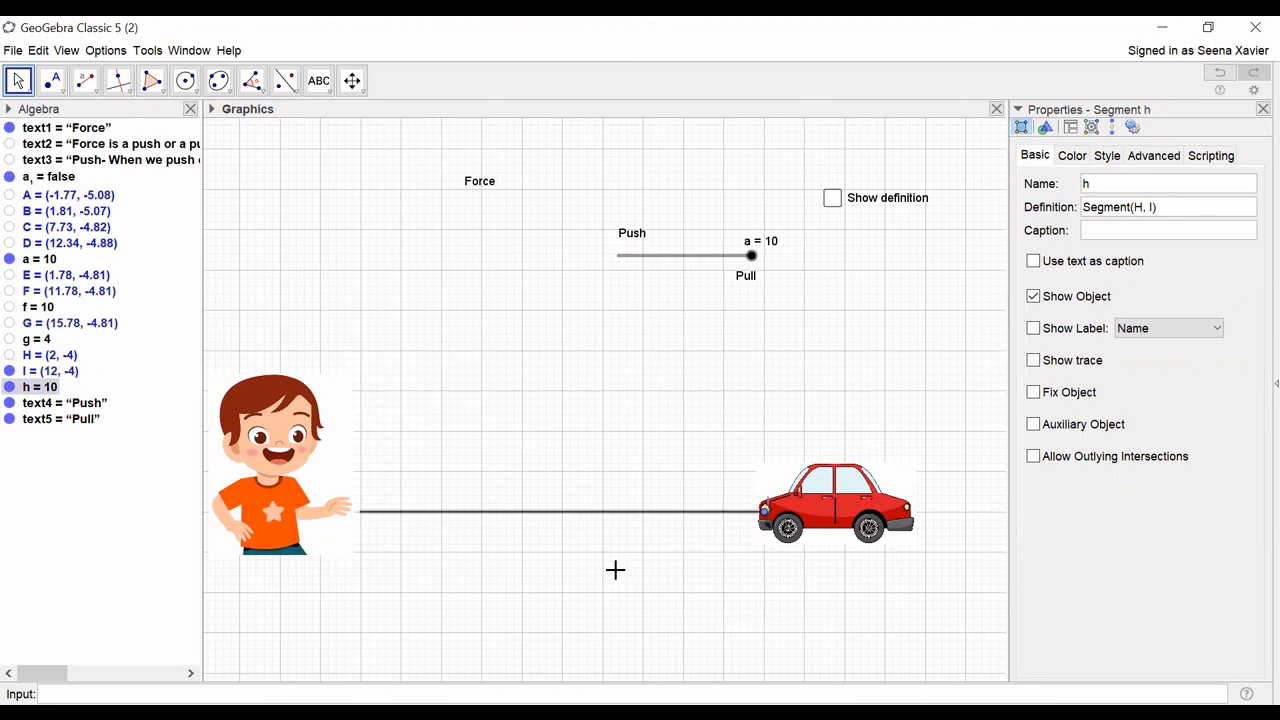 GeoGebra Classic 5 (2)
File Edit View Options Tools Window Help
Signed in as Seena Xavier
ABC
Algebra
Graphics
Properties - Segment h
text1 = “Force”
text2 = “Force is a push or a pu
text3 = “Push- When we push o
a₁ = false
A = (-1.77, -5.08)
B = (1.81, -5.07)
C = (7.73, -4.82)
D = (12.34, -4.88)
a = 10
E = (1.78, -4.81)
F = (11.78, -4.81)
f = 10
G = (15.78, -4.81)
g = 4
H = (2, -4)
I = (12, -4)
h = 10
text4 = “Push”
text5 = “Pull”
Force
Show definition
Push
a = 10
Pull
Basic Color Style Advanced Scripting
Name: h
Definition: Segment(H, I)
Caption:
Use text as caption
Show Object
Show Label: Name
Show trace
Fix Object
Auxiliary Object
Allow Outlying Intersections
Input: